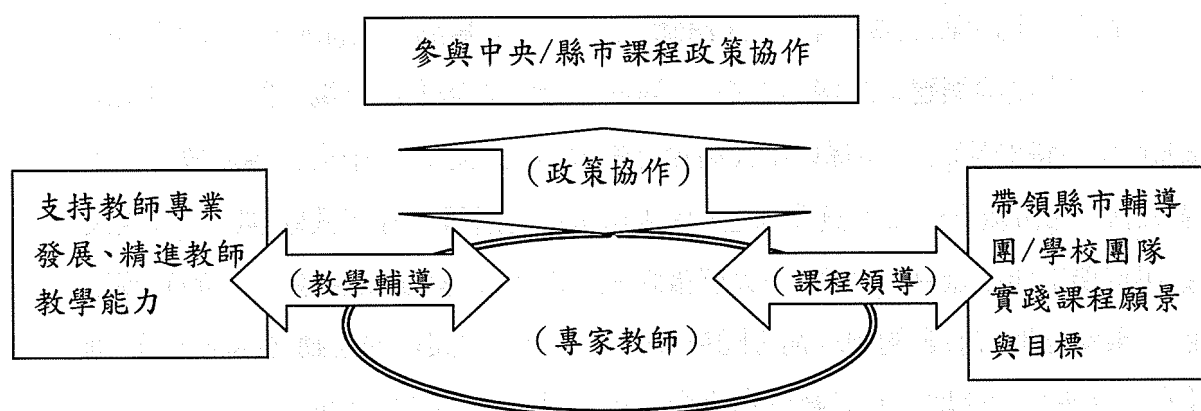 參與中央/縣市課程政策協作
(政策協作)
支持教師專業
發展、精進教師
教學能力
(教學輔導)
(課程領導)
帶領縣市輔導
團/學校團隊
實踐課程願景
與目標
(專家教師)